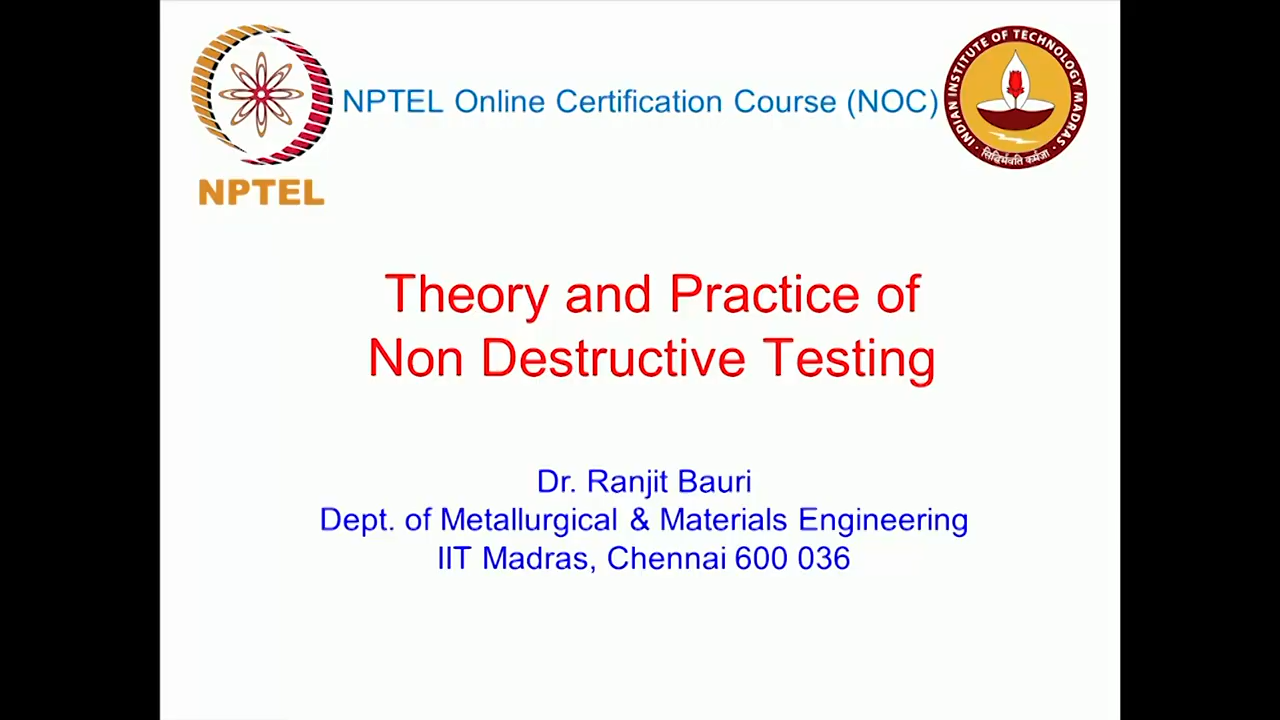 NPTEL Online Certification Course (NOC)
INDIAN INSTITUTE OF TECHNOLOGY MADRAS
सिद्धिर्भवति कर्मजा
NPTEL
Theory and Practice of
Non Destructive Testing
Dr. Ranjit Bauri
Dept. of Metallurgical & Materials Engineering
IIT Madras, Chennai 600 036